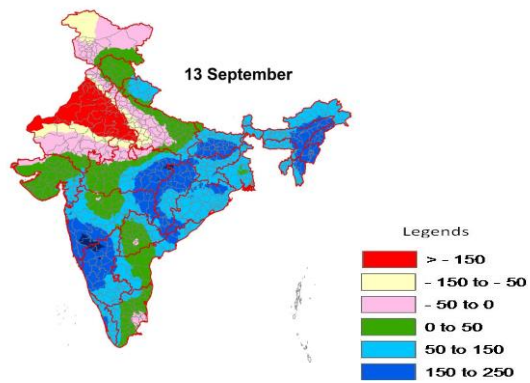 13 September
Legends
> - 150
- 150 to - 50
- 50 to 0
0 to 50
50 to 150
150 to 250